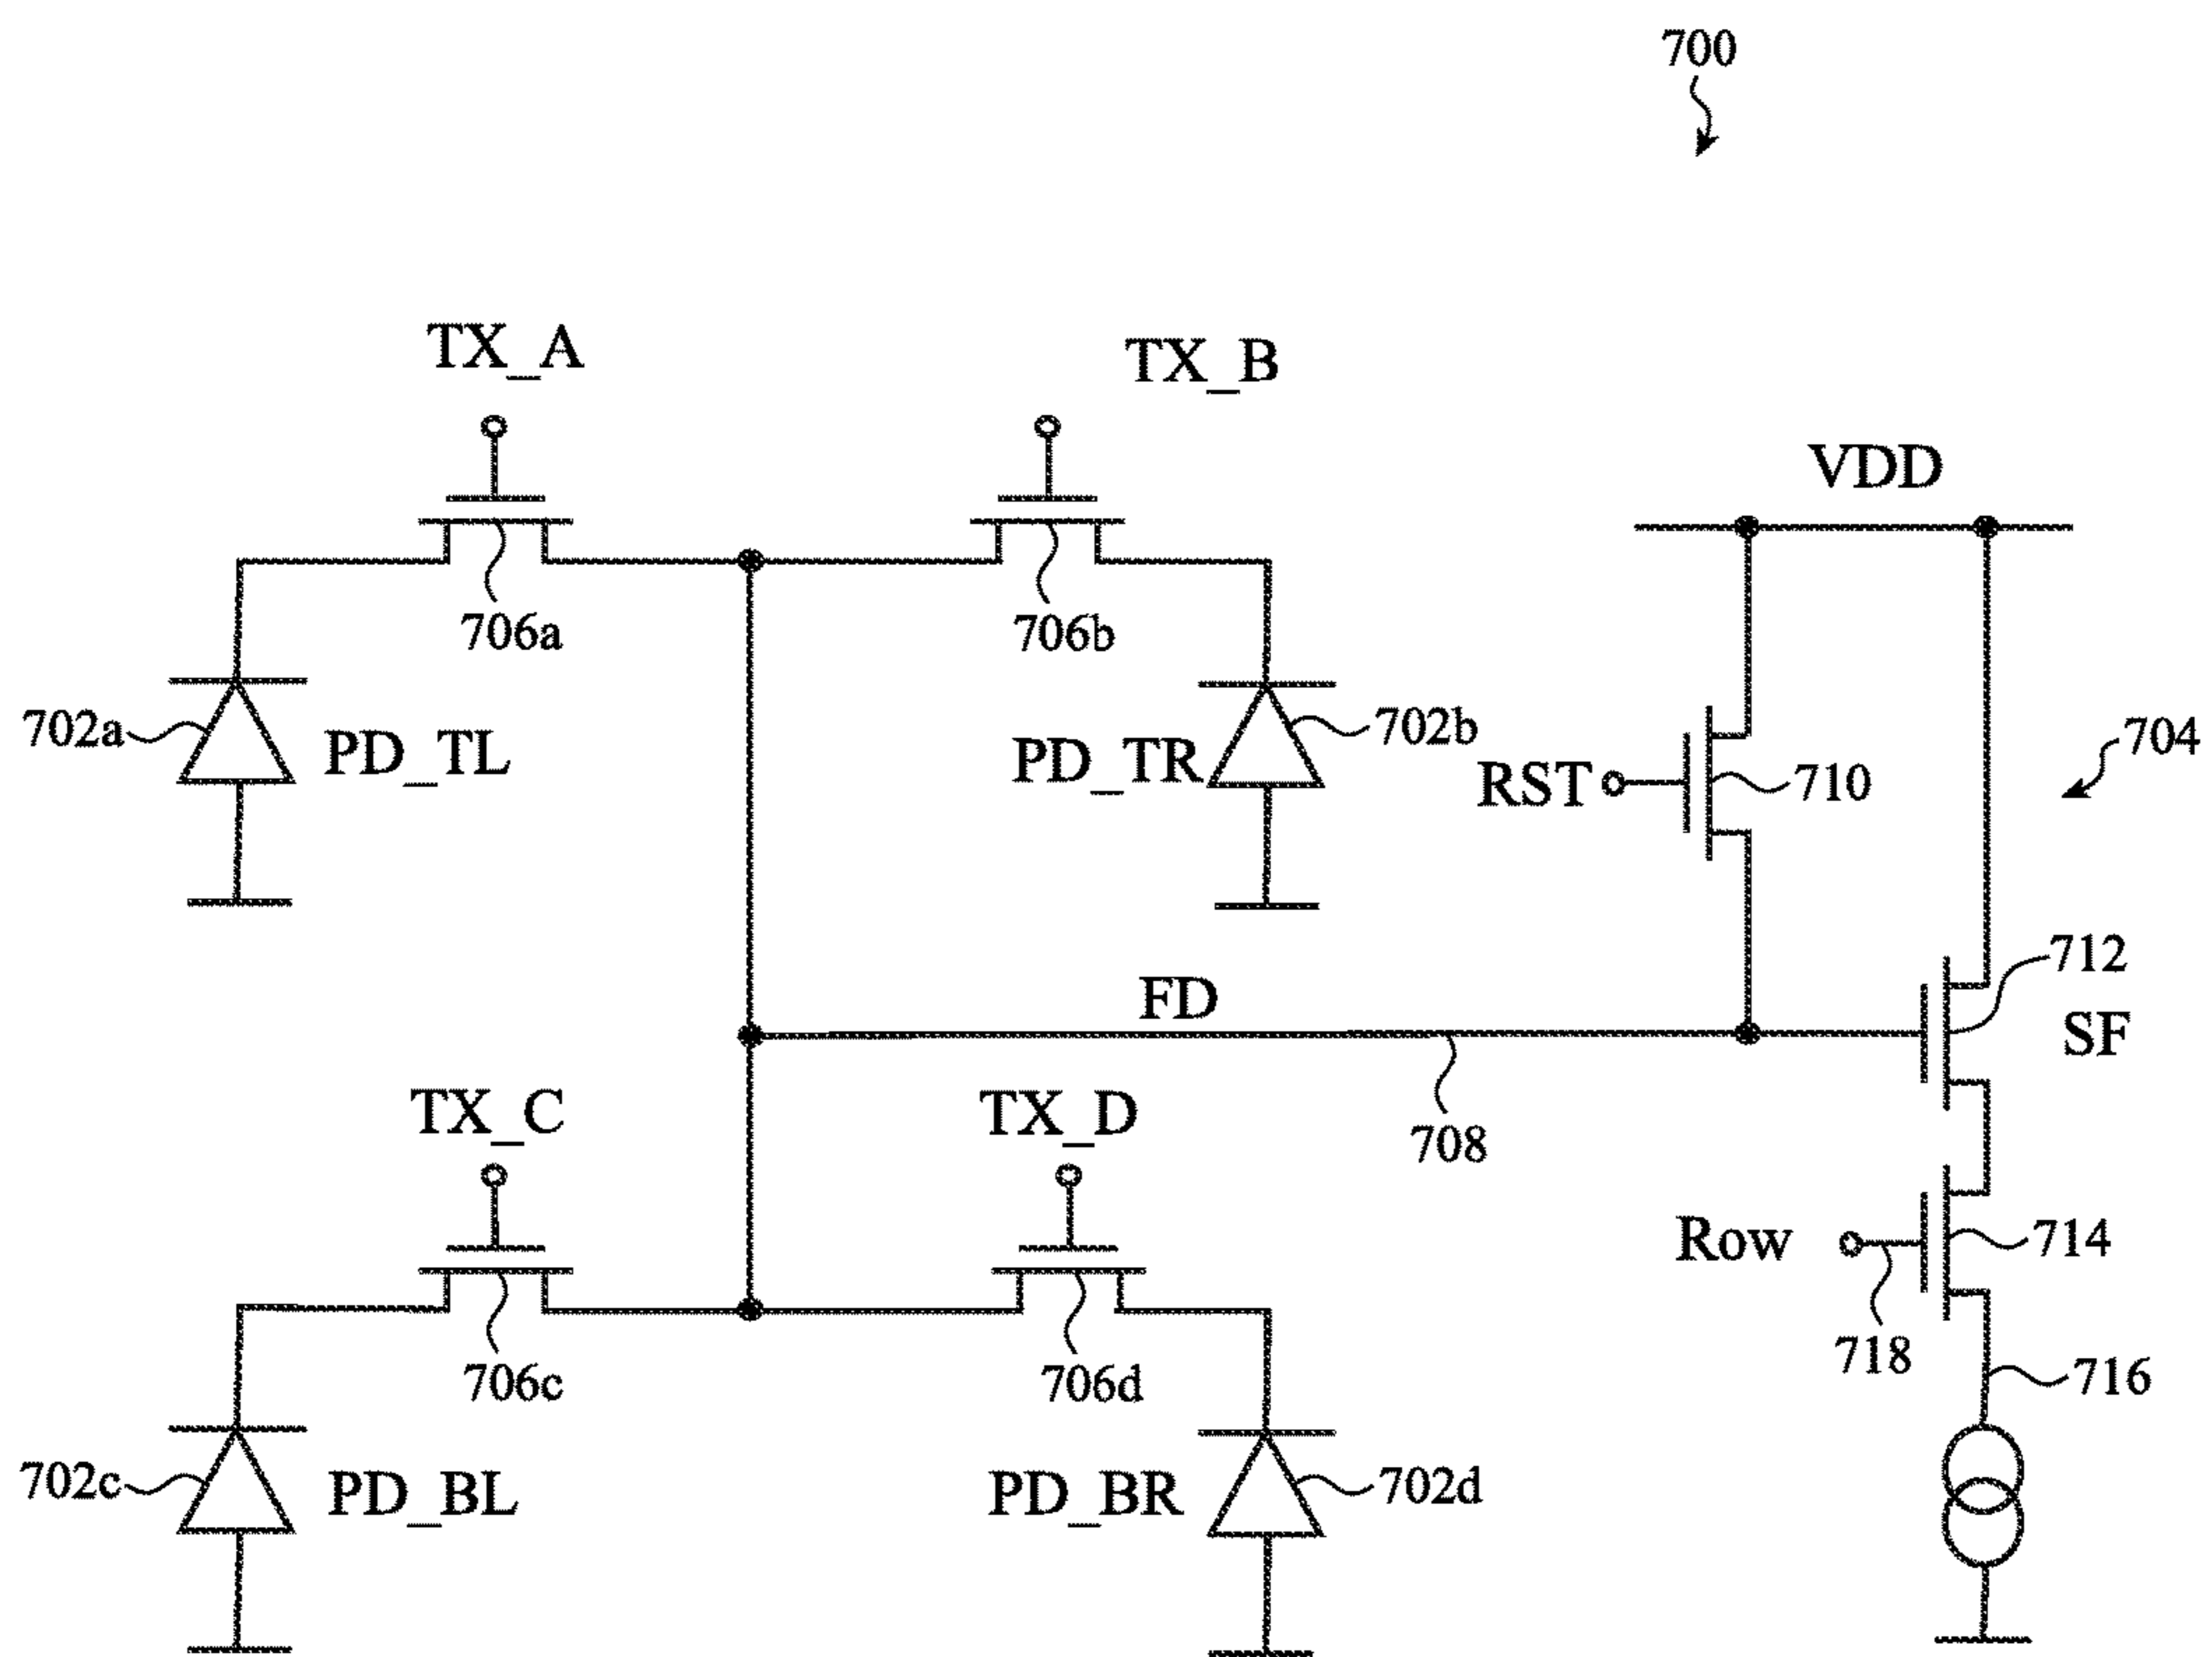 700
TX_A
TX_B
VDD
706a
706b
702a
PD_TL
PD_TR
702b
RST
710
704
FD
712
SF
TX_C
TX_D
708
Row
714
718
716
706c
706d
702c
PD_BL
PD_BR
702d